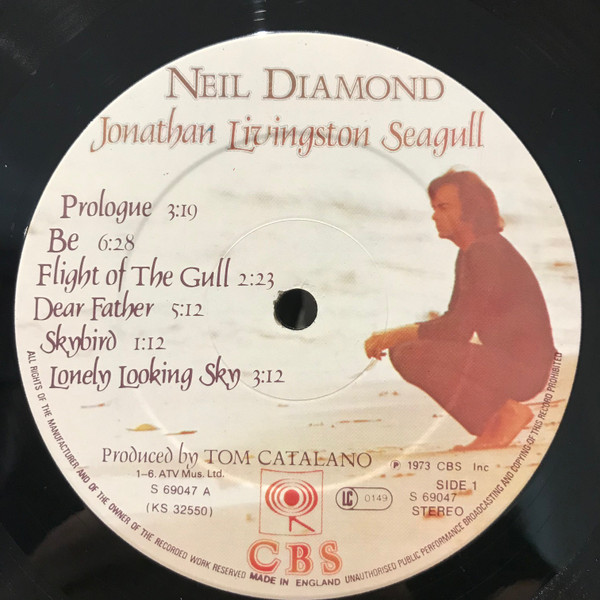 NEIL DIAMOND
Jonathan Livingston Seagull
Prologue 3:19
Be 6:28
Flight of The Gull 2:23
Dear Father 5:12
Skybird 1:12
Lonely Looking Sky 3:12
Produced by TOM CATALANO
1–6. ATV Mus. Ltd.
S 69047 A
(KS 32550)
℗ 1973 CBS Inc
SIDE 1
S 69047
STEREO
LC 0149
CBS
ALL RIGHTS OF THE MANUFACTURER AND OF THE OWNER OF THE RECORDED WORK RESERVED MADE IN ENGLAND UNAUTHORISED PUBLIC PERFORMANCE BROADCASTING AND COPYING OF THIS RECORD PROHIBITED